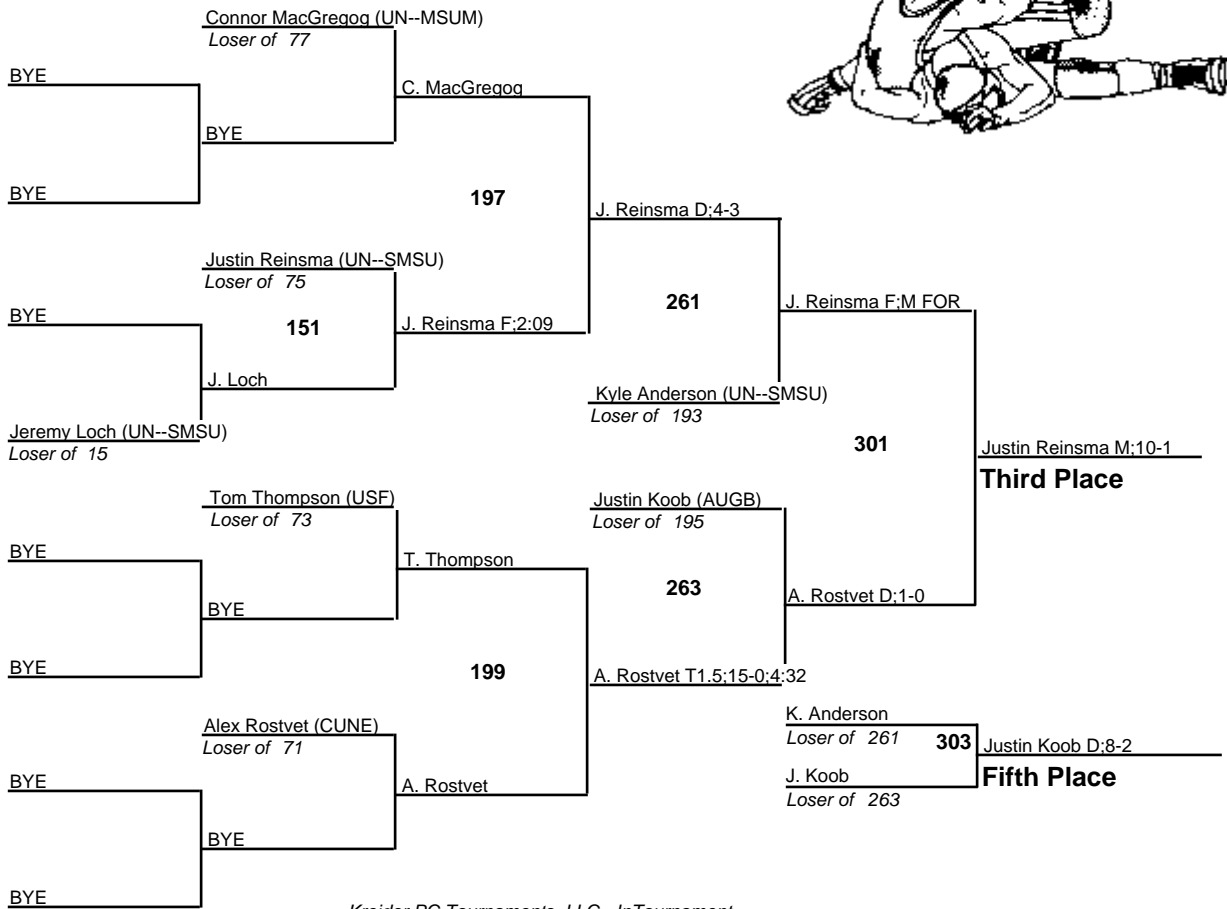 Connor MacGregog (UN--MSUM)
Loser of 77
BYE
C. MacGregog
BYE
BYE
197
J. Reinsma D;4-3
Justin Reinsma (UN--SMSU)
Loser of 75
261
J. Reinsma F;M FOR
BYE
151
J. Reinsma F;2:09
J. Loch
Kyle Anderson (UN--SMSU)
Loser of 193
Jeremy Loch (UN--SMSU)
Loser of 15
301
Justin Reinsma M;10-1
Third Place
Tom Thompson (USF)
Loser of 73
Justin Koob (AUGB)
Loser of 195
BYE
T. Thompson
263
A. Rostvet D;1-0
BYE
BYE
199
A. Rostvet T1.5;15-0;4:32
K. Anderson
Loser of 261
303
Justin Koob D;8-2
Fifth Place
J. Koob
Loser of 263
Alex Rostvet (CUNE)
Loser of 71
BYE
A. Rostvet
BYE
BYE